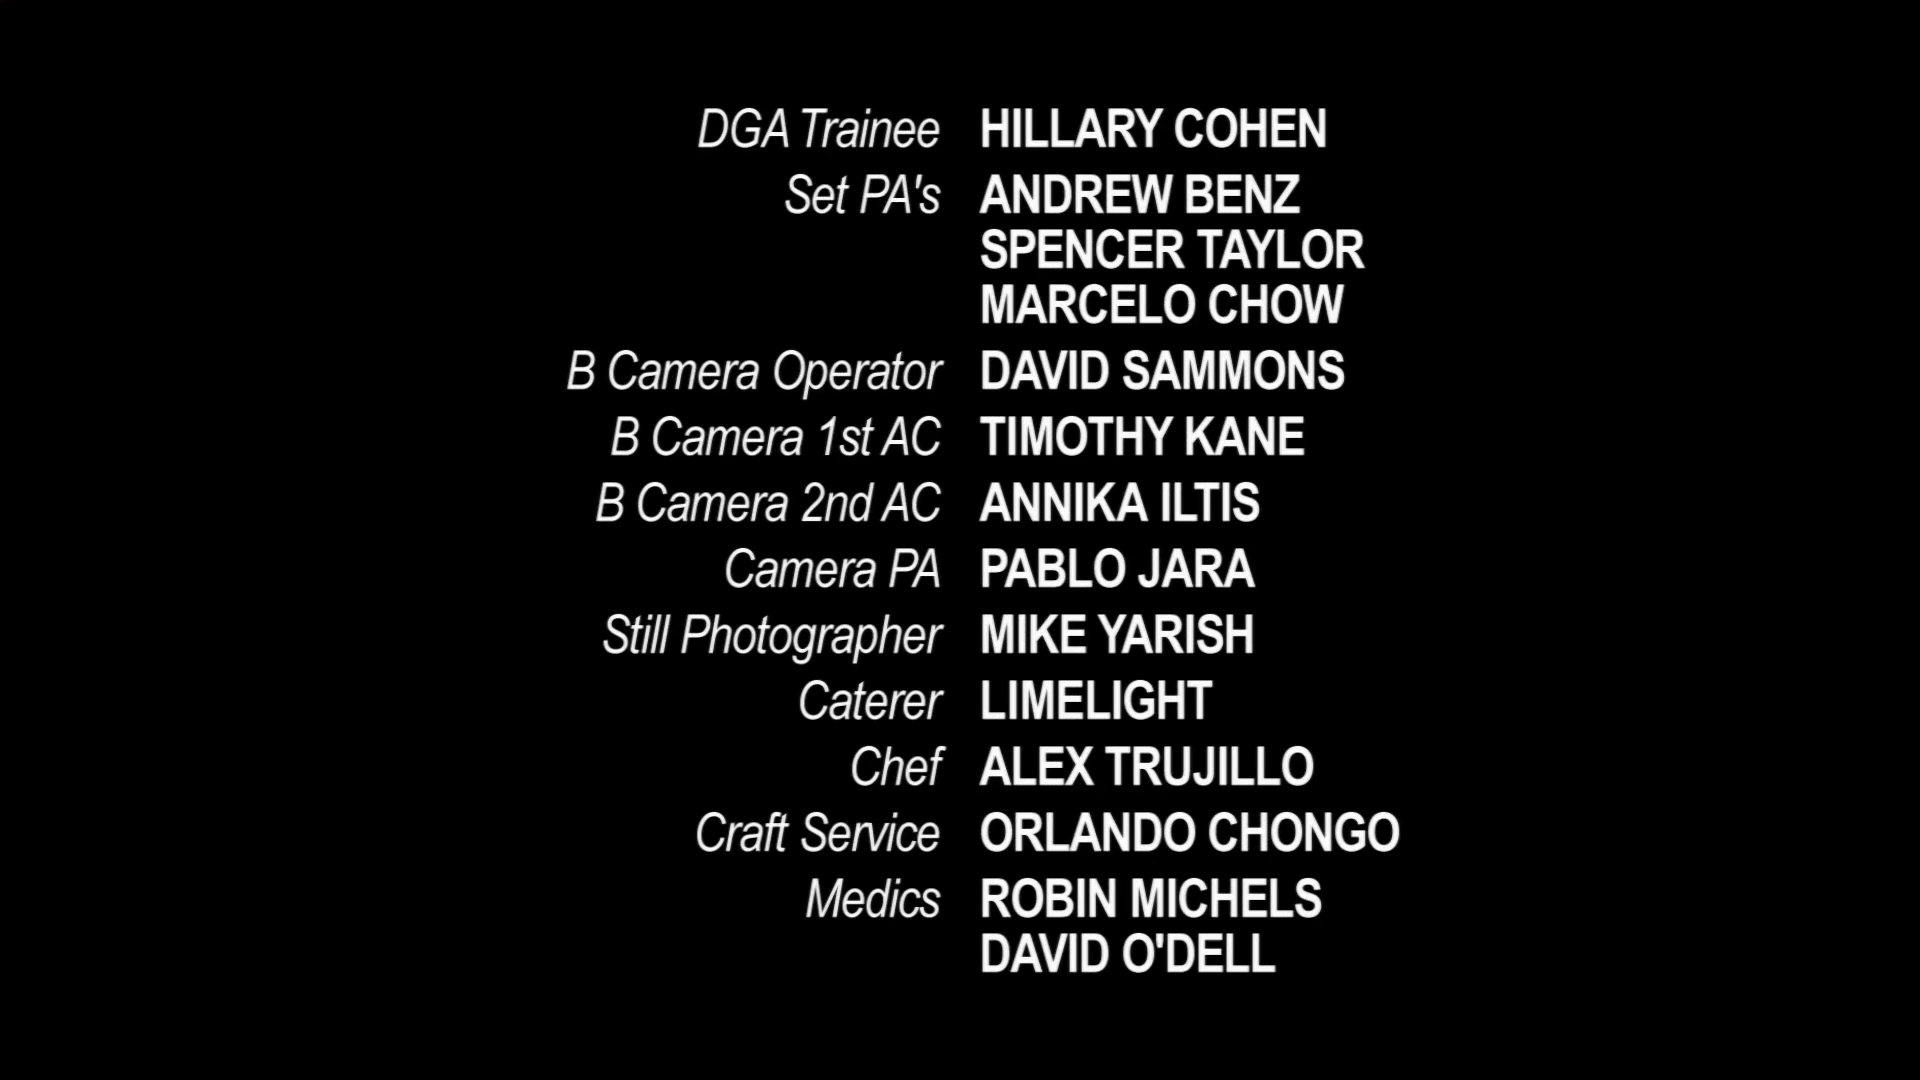 DGA Trainee HILLARY COHEN
Set PA's ANDREW BENZ
SPENCER TAYLOR
MARCELO CHOW
B Camera Operator DAVID SAMMONS
B Camera 1st AC TIMOTHY KANE
B Camera 2nd AC ANNIKA ILTIS
Camera PA PABLO JARA
Still Photographer MIKE YARISH
Caterer LIMELIGHT
Chef ALEX TRUJILLO
Craft Service ORLANDO CHONGO
Medics ROBIN MICHELS
DAVID O'DELL